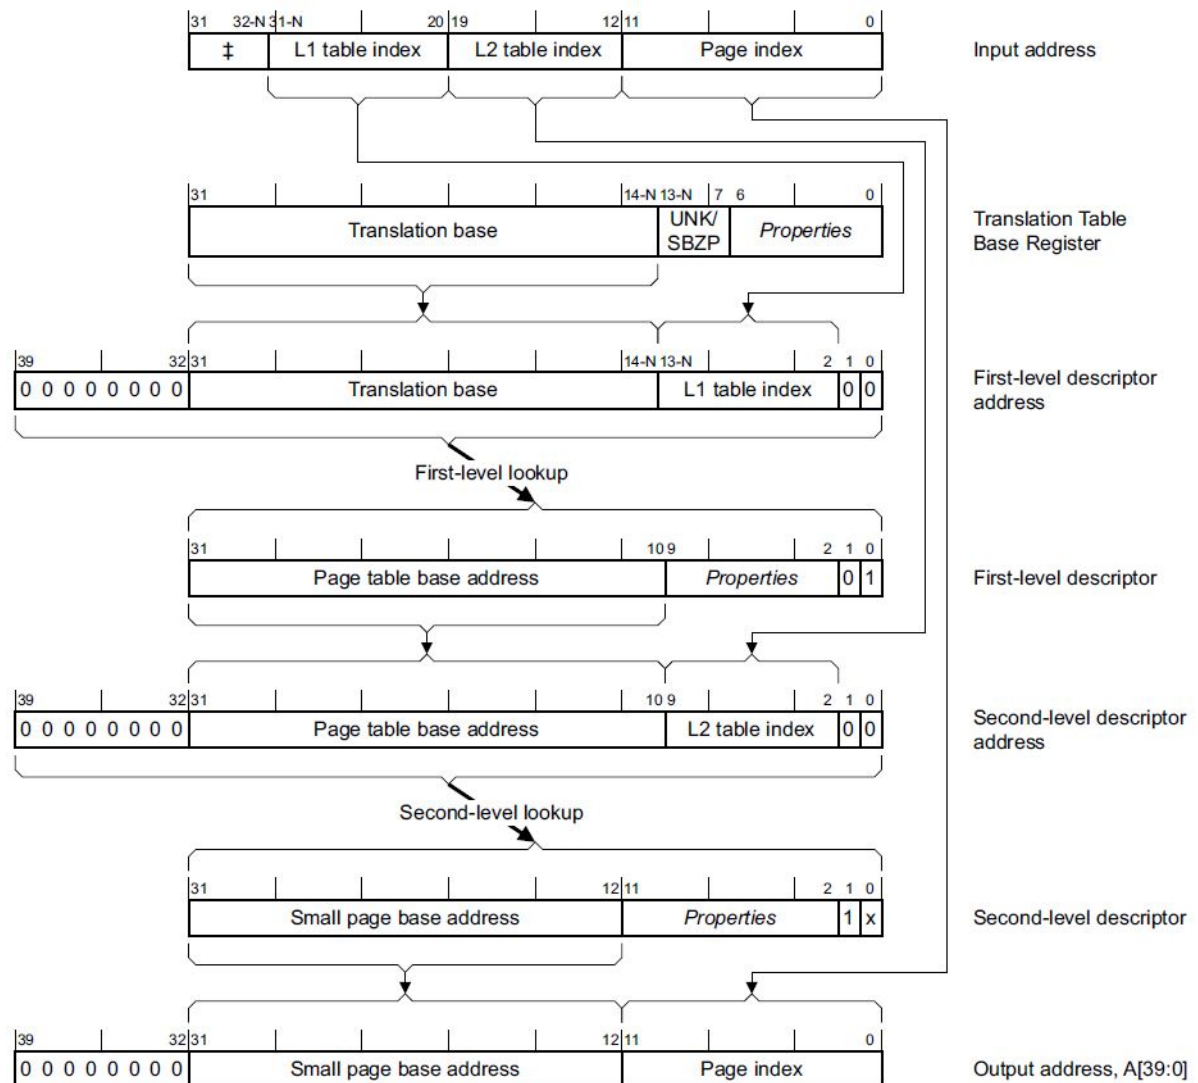 31 32-N 31-N 20 19 12 11 0
‡ L1 table index L2 table index Page index Input address
31 14-N 13-N 7 6 0
Translation base UNK/ SBZP Properties Translation Table Base Register
39 32 31 14-N 13-N 2 1 0
0 0 0 0 0 0 0 0 Translation base L1 table index 0 0 First-level descriptor address
First-level lookup
31 10 9 2 1 0
Page table base address Properties 0 1 First-level descriptor
39 32 31 10 9 2 1 0
0 0 0 0 0 0 0 0 Page table base address L2 table index 0 0 Second-level descriptor address
Second-level lookup
31 12 11 2 1 0
Small page base address Properties 1 x Second-level descriptor
39 32 31 12 11 0
0 0 0 0 0 0 0 0 Small page base address Page index Output address, A[39:0]